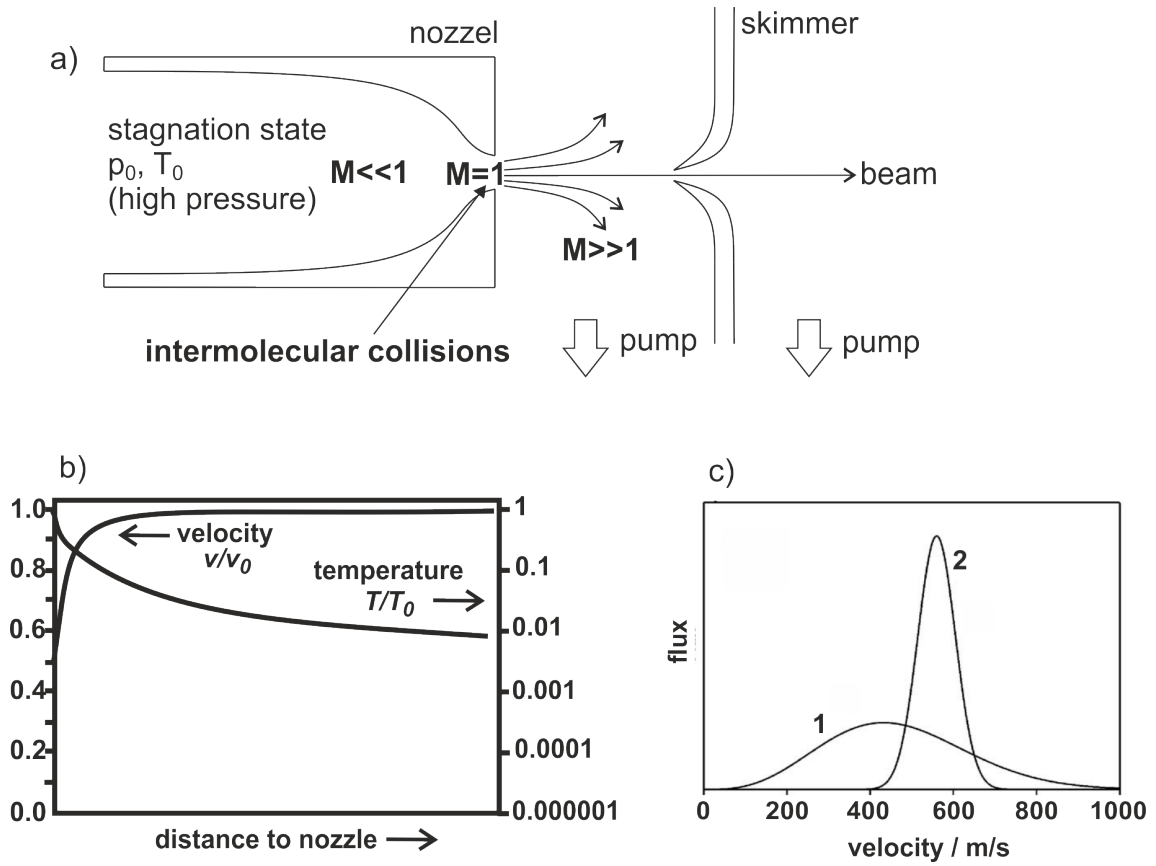 a)
nozzel
skimmer
stagnation state
p0, T0
(high pressure)
M<<1
M=1
beam
M>>1
intermolecular collisions
pump
pump
b)
1.0
0.8
0.6
0.4
0.2
0.0
velocity
v/v0
temperature
T/T0
1
0.1
0.01
0.001
0.0001
0.000001
distance to nozzle
c)
flux
1
2
0
200
400
600
800
1000
velocity / m/s